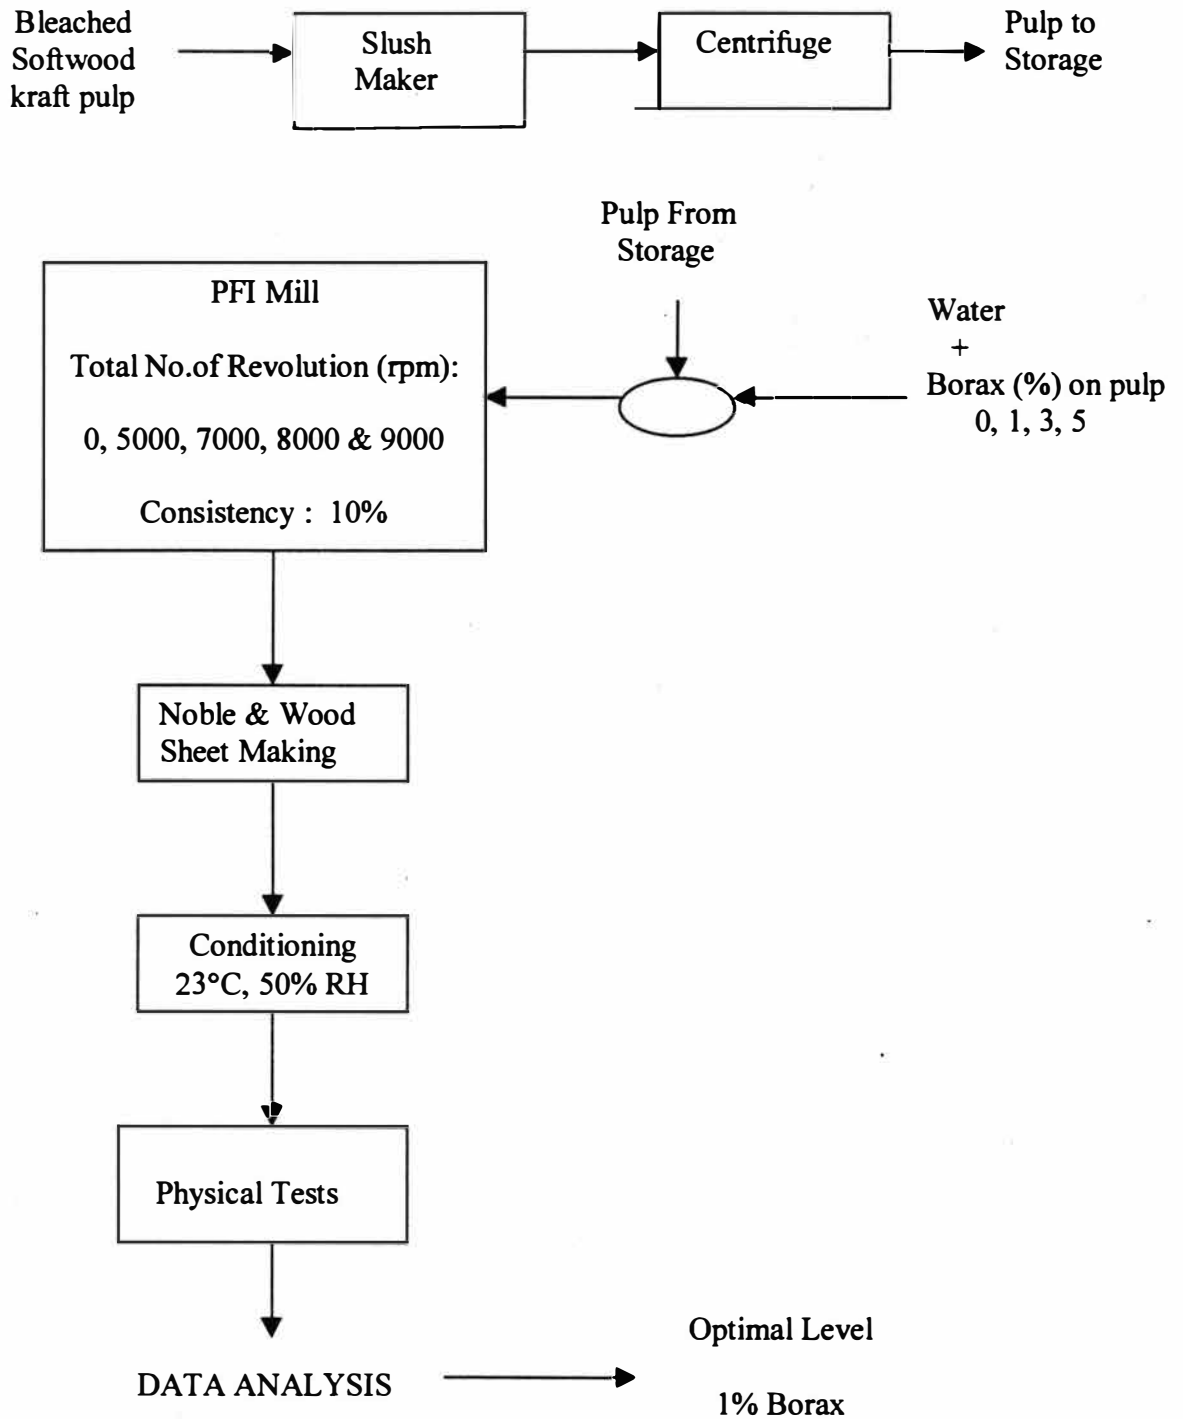 Bleached
Softwood
kraft pulp
Slush
Maker
Centrifuge
Pulp to
Storage
Pulp From
Storage
PFI Mill
Total No.of Revolution (rpm):
0, 5000, 7000, 8000 & 9000
Consistency : 10%
Water
+
Borax (%) on pulp
0, 1, 3, 5
Noble & Wood
Sheet Making
Conditioning
23°C, 50% RH
Physical Tests
DATA ANALYSIS
Optimal Level
1% Borax